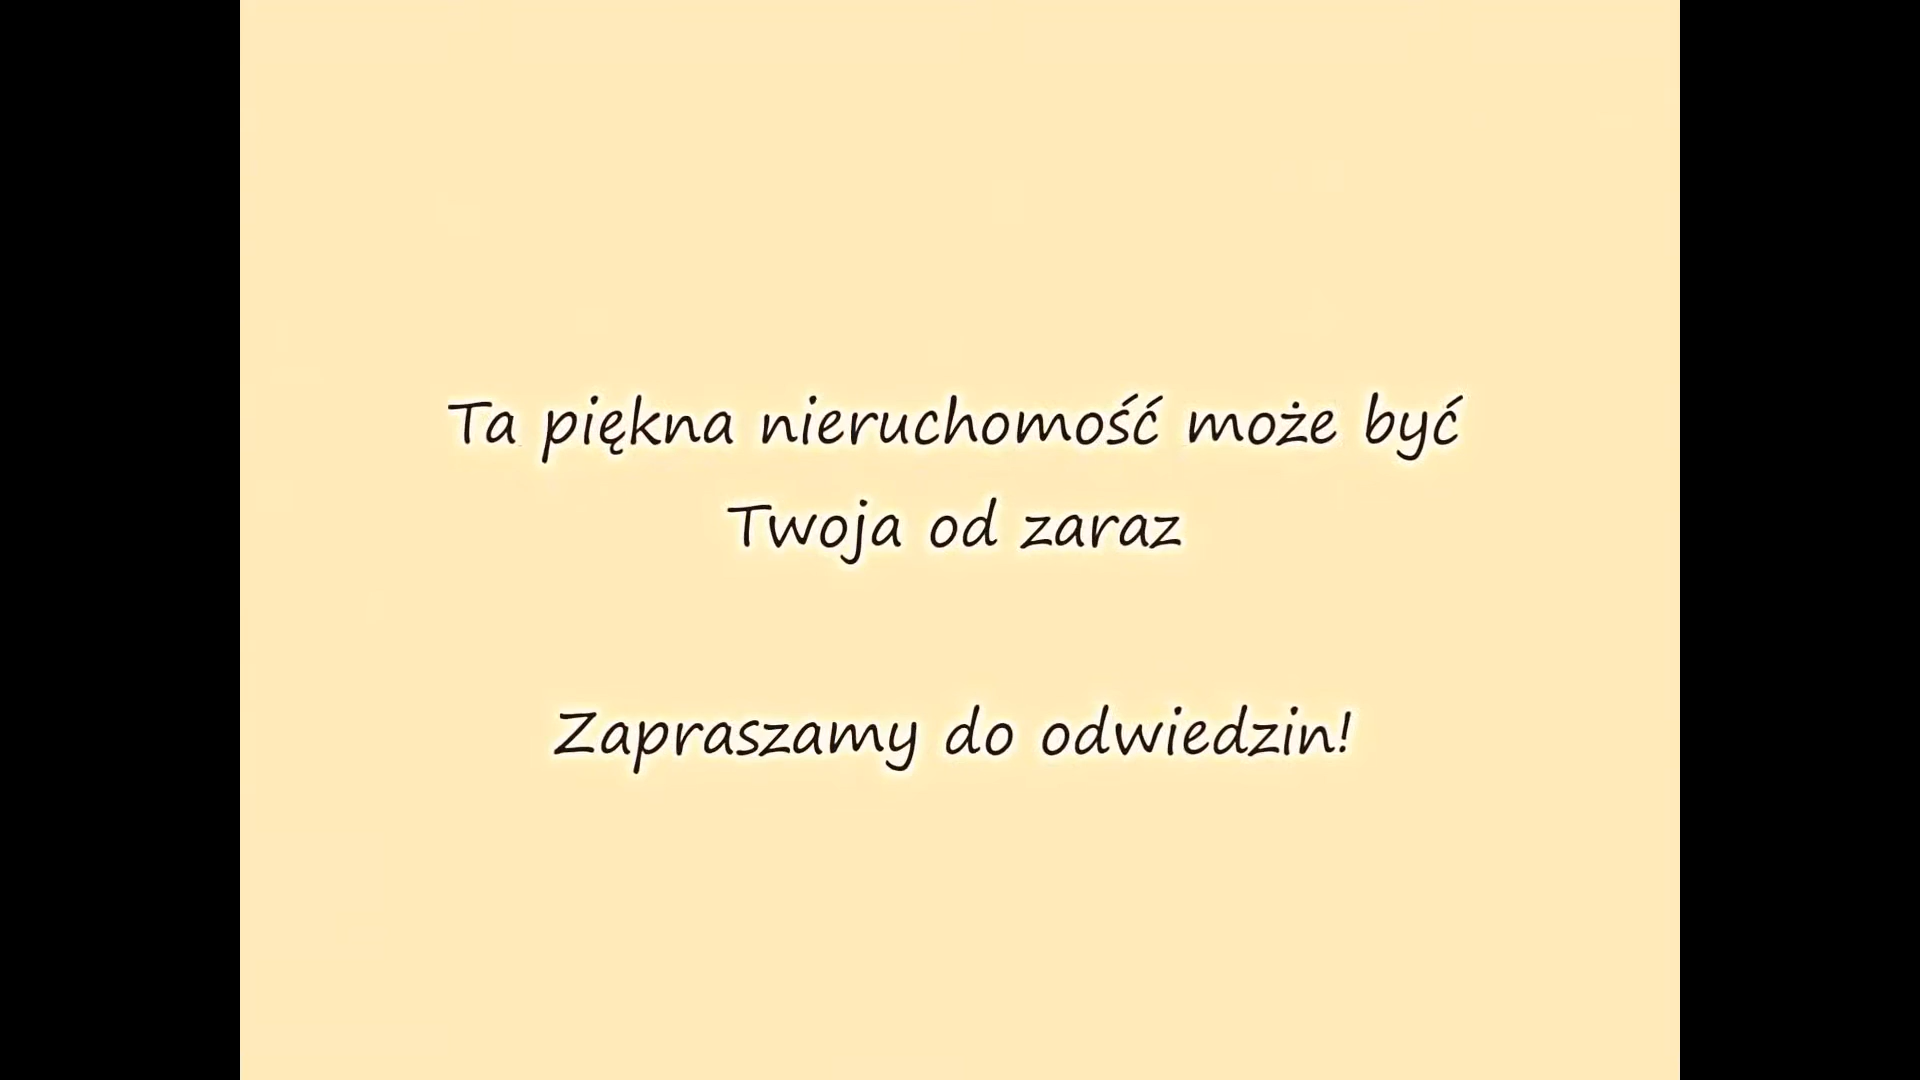 Ta piękna nieruchomość może być
Twoja od zaraz
Zapraszamy do odwiedzin!